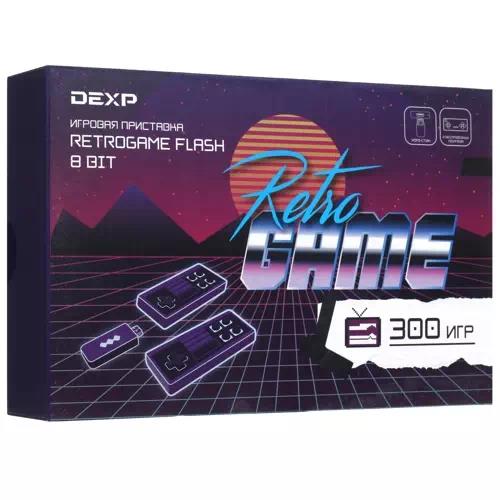 DEXP
ИГРОВАЯ ПРИСТАВКА
RETROGAME FLASH
8 BIT
Retro
GAME
300 ИГР